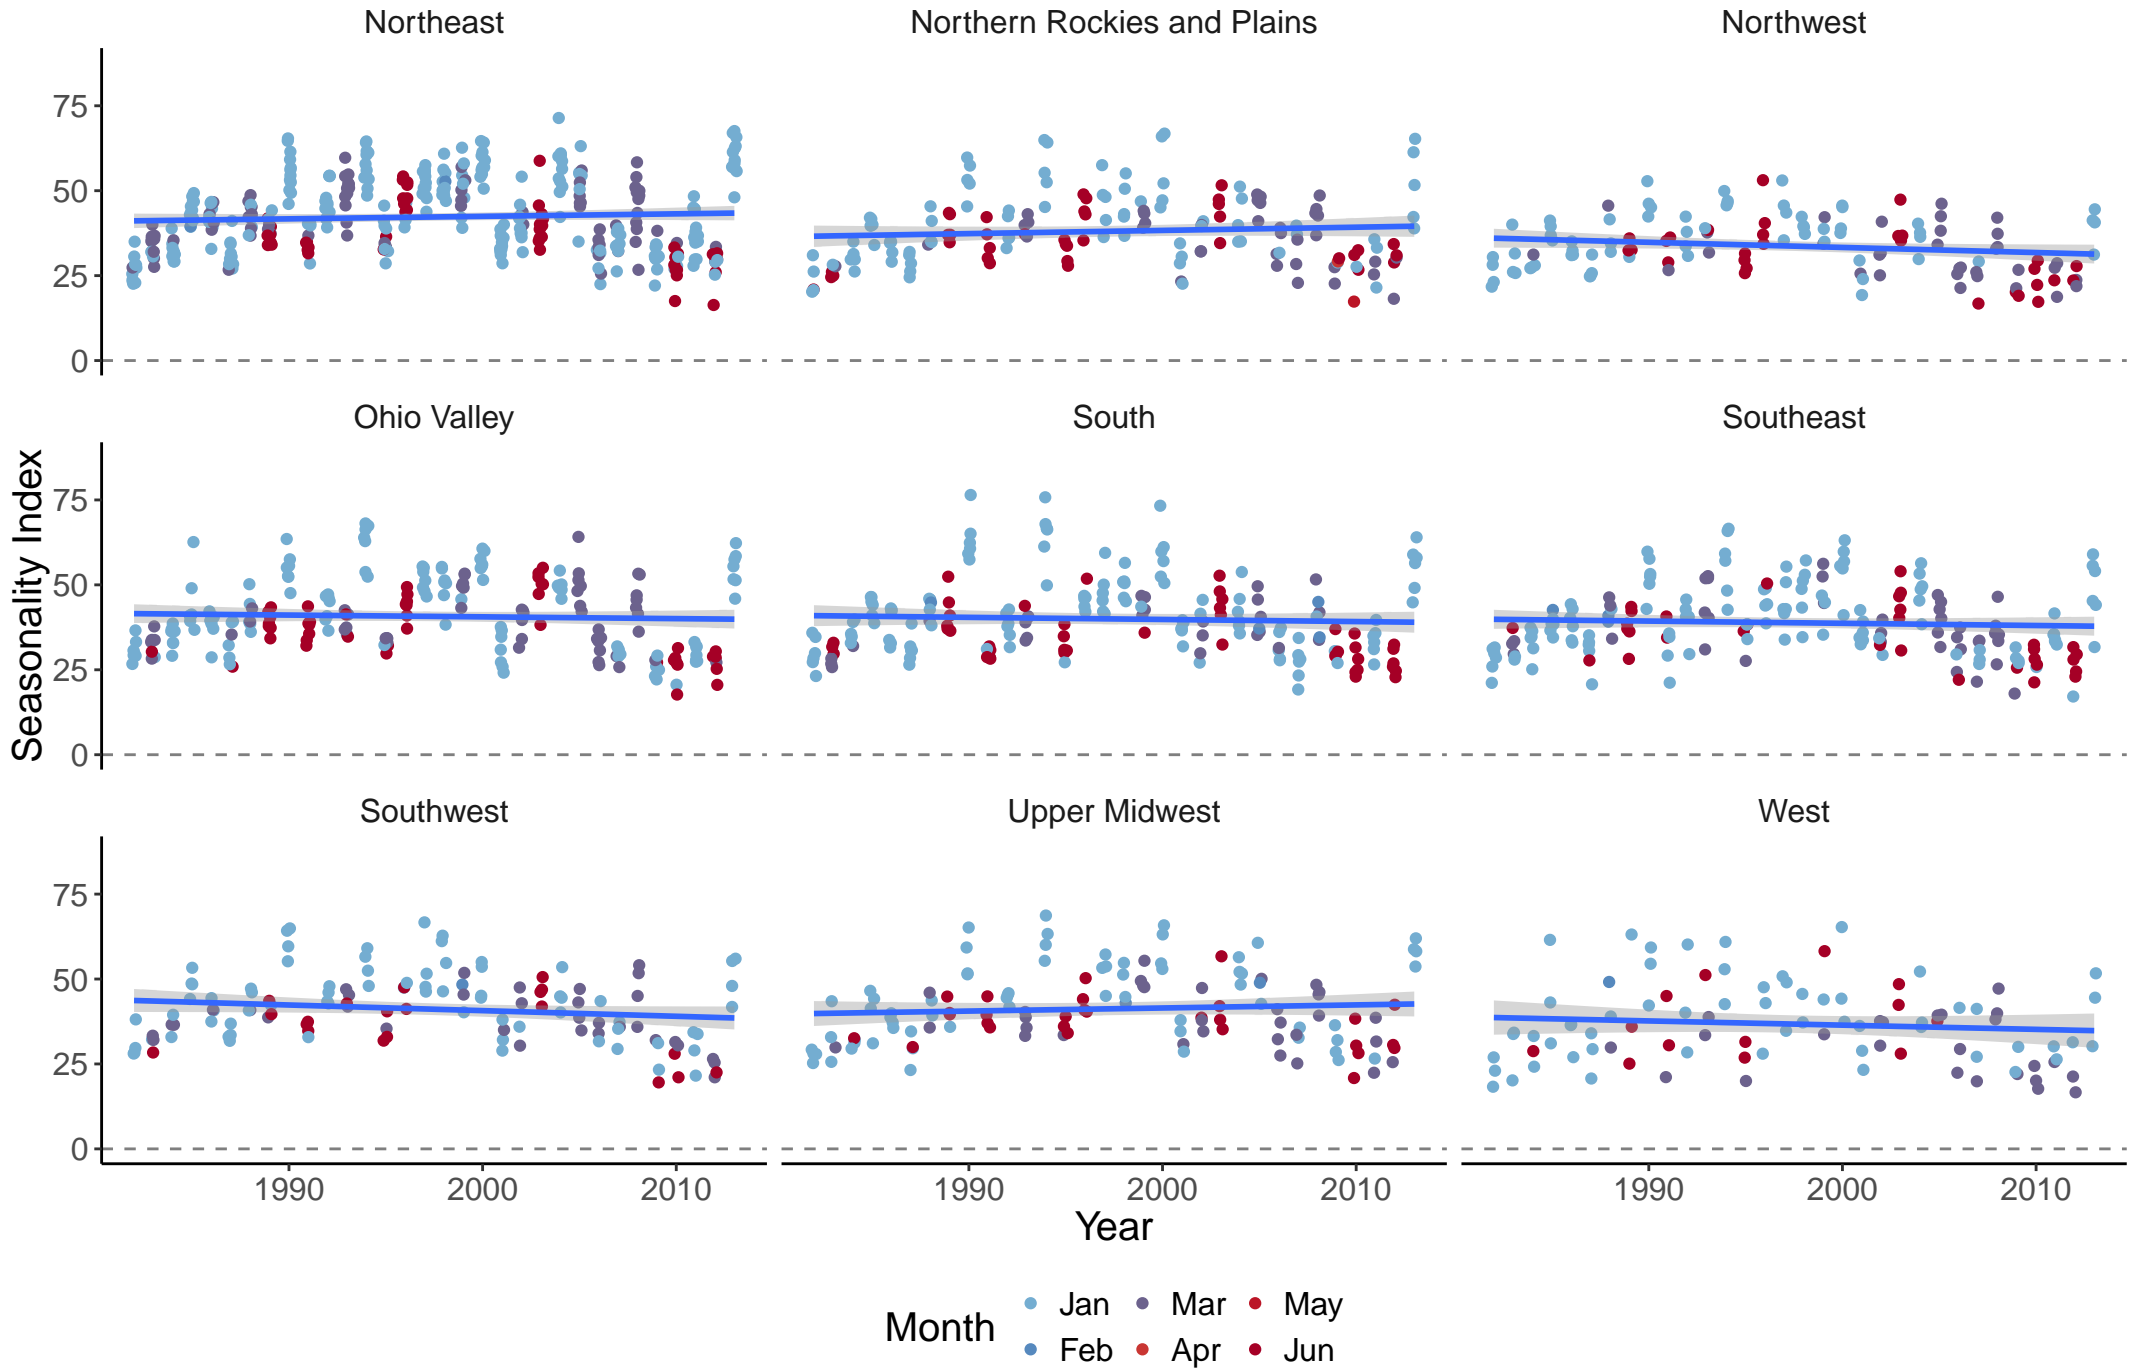 Northeast
Northern Rockies and Plains
Northwest
75
50
25
0
Ohio Valley
South
Southeast
75
50
25
0
Seasonality Index
Southwest
Upper Midwest
West
75
50
25
0
1990 2000 2010
1990 2000 2010
1990 2000 2010
Year
Month
Jan Mar May
Feb Apr Jun